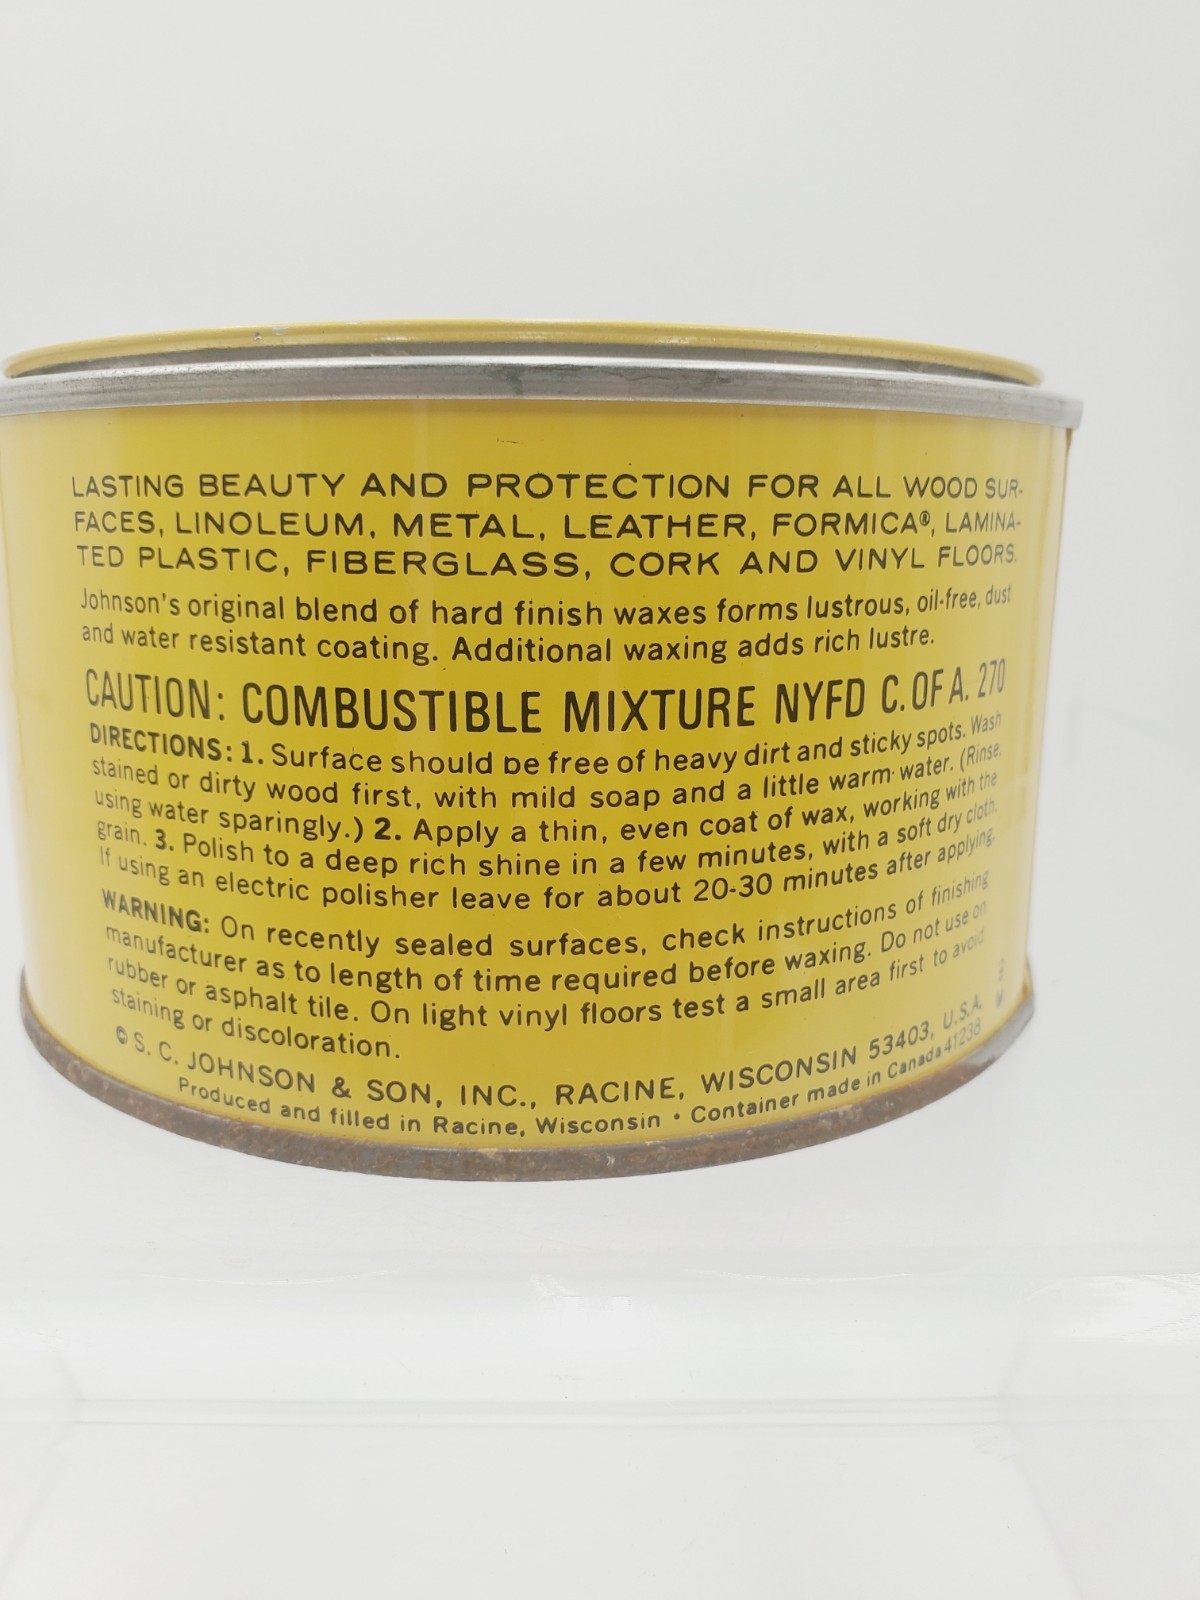 LASTING BEAUTY AND PROTECTION FOR ALL WOOD SUR-
FACES, LINOLEUM, METAL, LEATHER, FORMICA®, LAMINA-
TED PLASTIC, FIBERGLASS, CORK AND VINYL FLOORS.
Johnson's original blend of hard finish waxes forms lustrous, oil-free, dust
and water resistant coating. Additional waxing adds rich lustre.
CAUTION: COMBUSTIBLE MIXTURE NYFD C. OF A. 270
DIRECTIONS: 1. Surface should be free of heavy dirt and sticky spots. Wash
stained or dirty wood first, with mild soap and a little warm water. (Rinse,
using water sparingly.) 2. Apply a thin, even coat of wax, working with the
grain. 3. Polish to a deep rich shine in a few minutes, with a soft dry cloth.
If using an electric polisher leave for about 20-30 minutes after applying.
WARNING: On recently sealed surfaces, check instructions of finishing
manufacturer as to length of time required before waxing. Do not use on
rubber or asphalt tile. On light vinyl floors test a small area first to avoid
staining or discoloration.
© S. C. JOHNSON & SON, INC., RACINE, WISCONSIN 53403, U.S.A.
Produced and filled in Racine, Wisconsin • Container made in Canada 41238